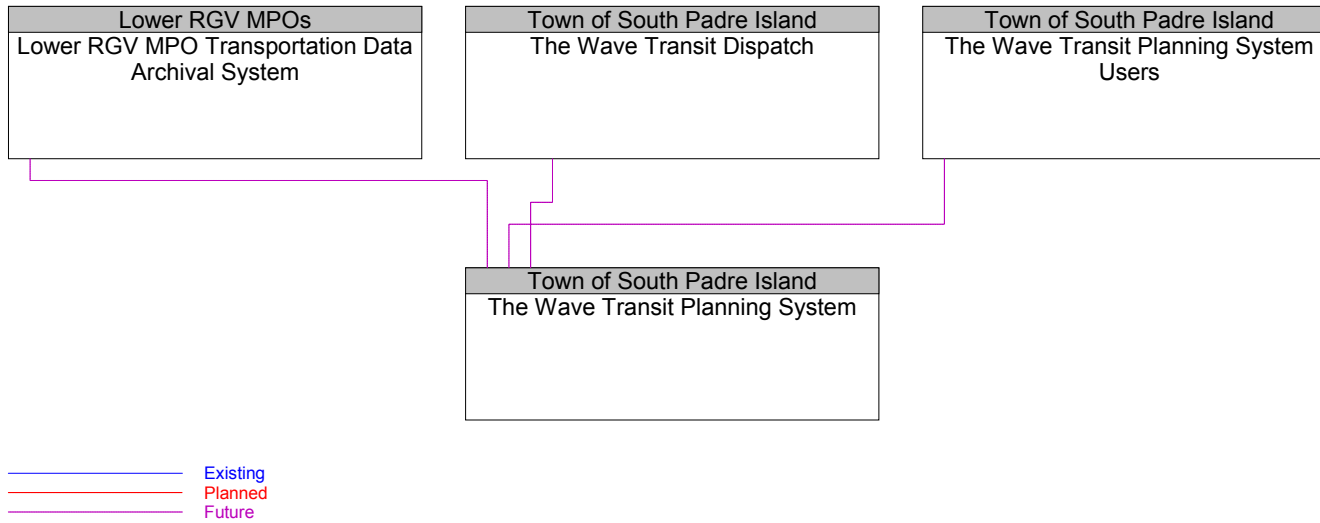 Lower RGV MPOs
Lower RGV MPO Transportation Data
Archival System
Town of South Padre Island
The Wave Transit Dispatch
Town of South Padre Island
The Wave Transit Planning System
Users
Town of South Padre Island
The Wave Transit Planning System
Existing
Planned
Future